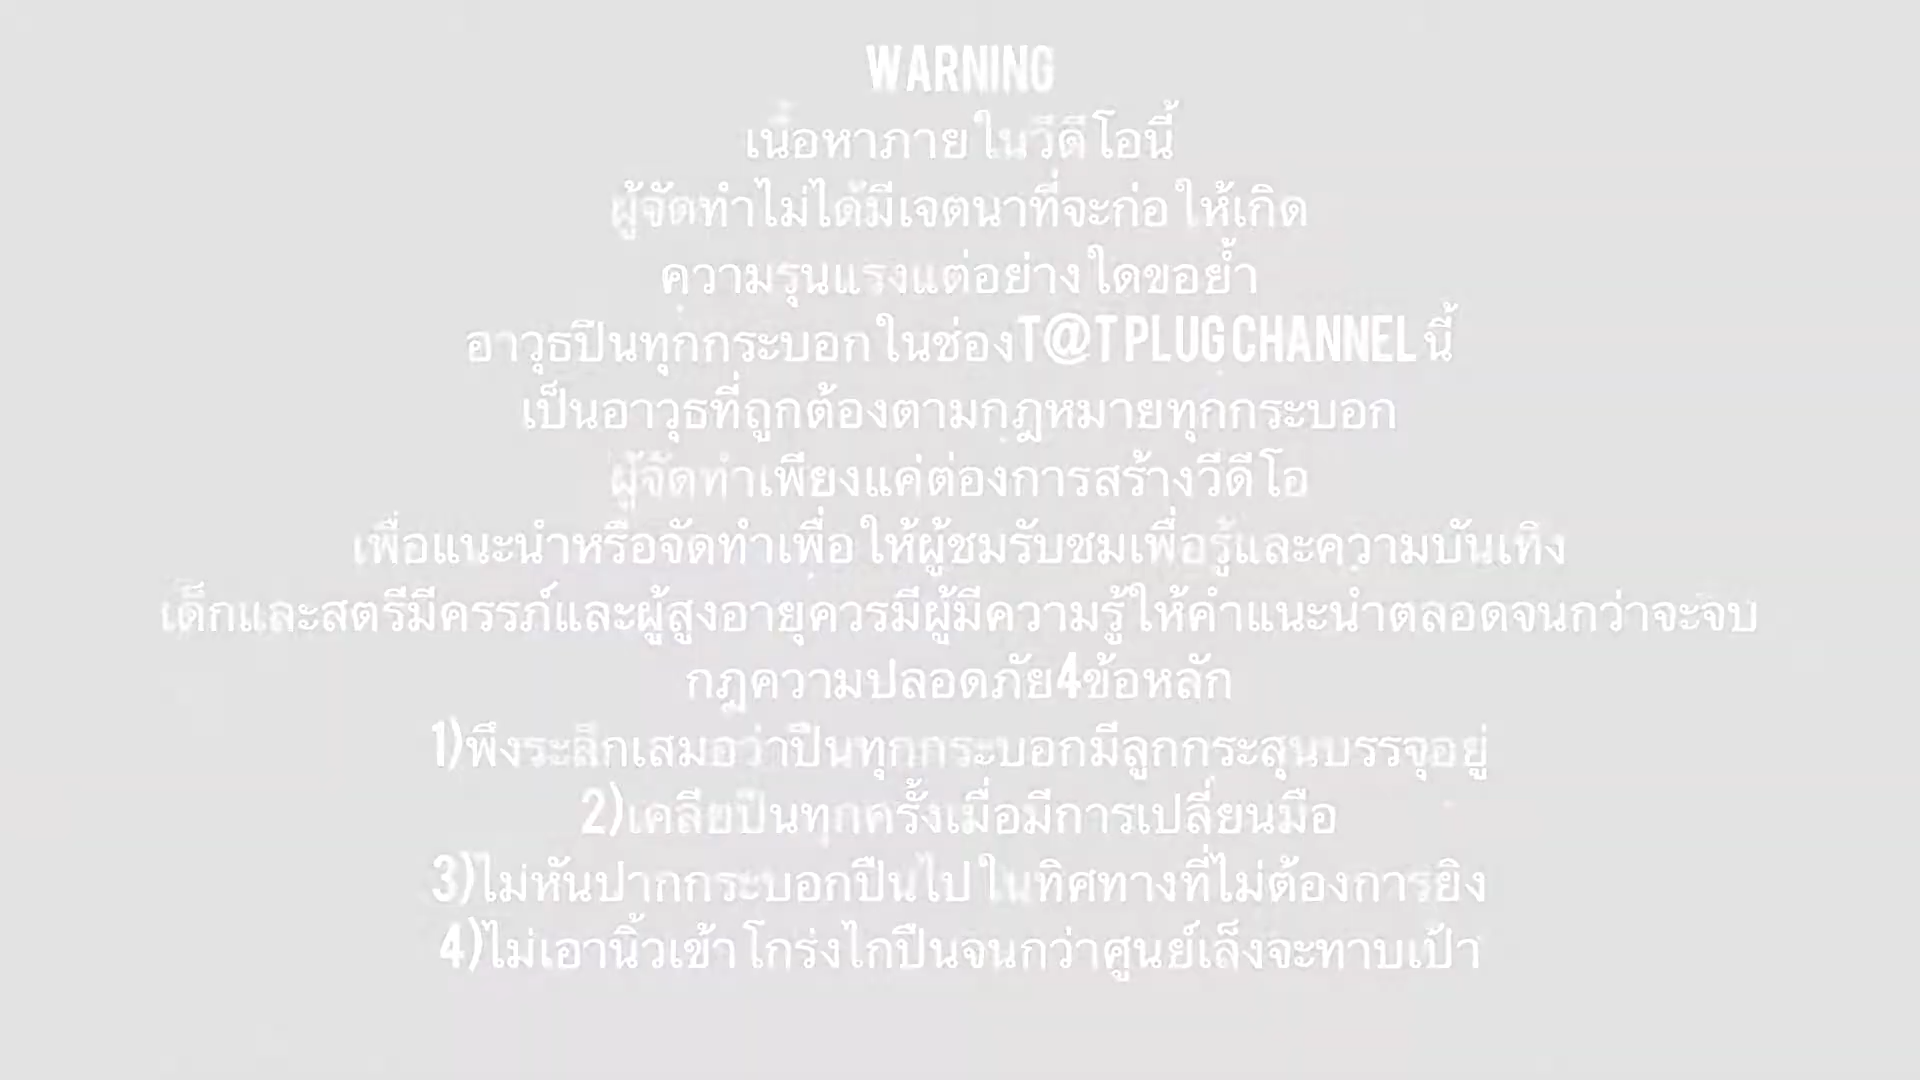 WARNING
เนื้อหาภายในวีดีโอนี้
ผู้จัดทำไม่ได้มีเจตนาที่จะก่อให้เกิด
ความรุนแรงแต่อย่างใดขอย้ำ
อาวุธปืนทุกกระบอกในช่องT@T PLUG CHANNEL นี้
เป็นอาวุธที่ถูกต้องตามกฎหมายทุกกระบอก
ผู้จัดทำเพียงแค่ต่องการสร้างวีดีโอ
เพื่อแนะนำหรือจัดทำเพื่อให้ผู้ชมรับชมเพื่อรู้และความบันเทิง
เด็กและสตรีมีครรภ์และผู้สูงอายุควรมีผู้มีความรู้ให้คำแนะนำตลอดจนกว่าจะจบ
กฎความปลอดภัย4ข้อหลัก
1)พึงระลึกเสมอว่าปืนทุกกระบอกมีลูกกระสุนบรรจุอยู่
2)เคลียปืนทุกครั้งเมื่อมีการเปลี่ยนมือ
3)ไม่หันปากกระบอกปืนไปในทิศทางที่ไม่ต้องการยิง
4)ไม่เอานิ้วเข้าโกร่งไกปืนจนกว่าศูนย์เล็งจะทาบเป้า